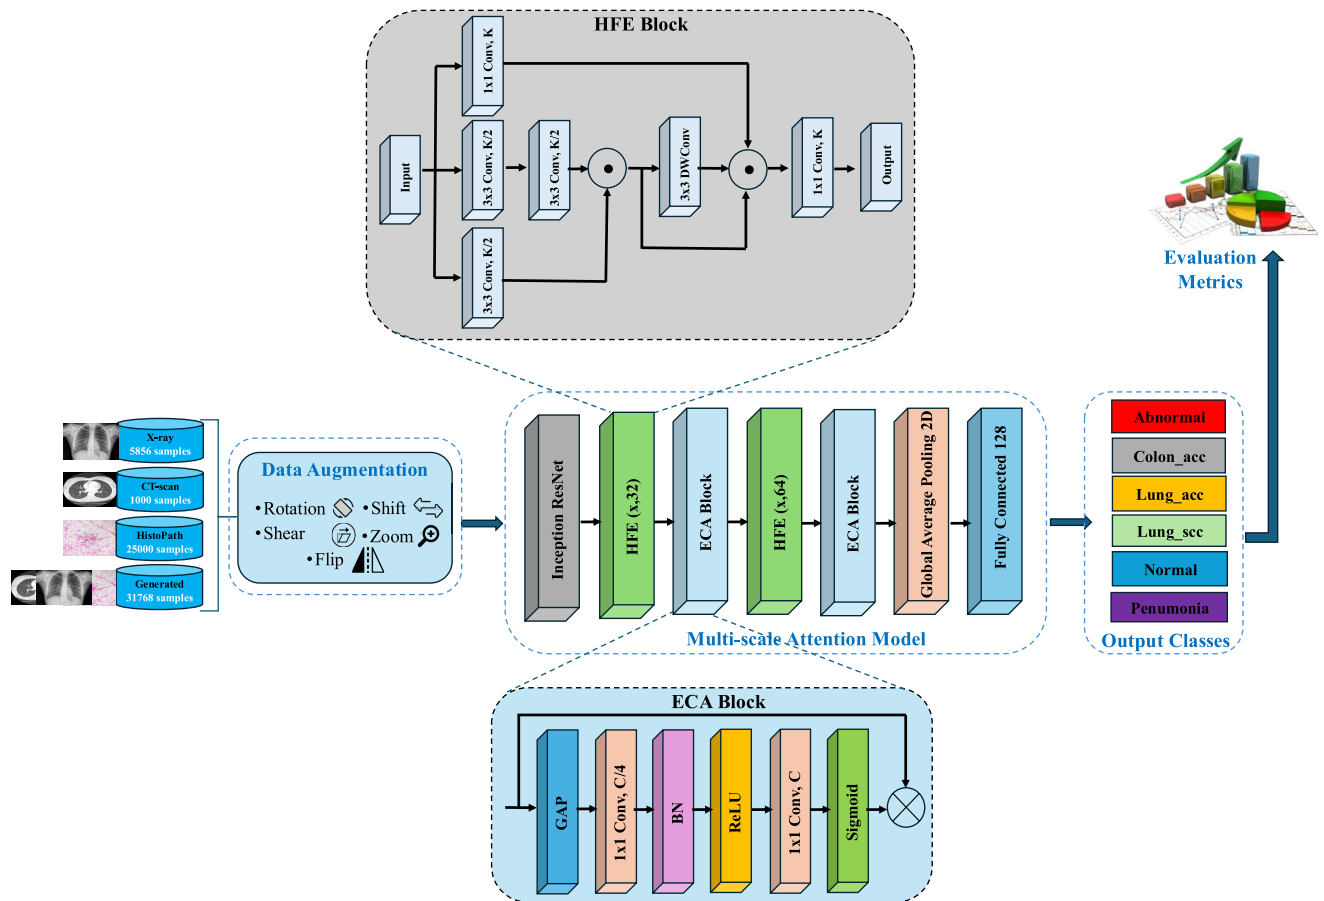 HFE Block
Input
1x1 Conv, K
3x3 Conv, K/2
3x3 Conv, K/2
3x3 Conv, K/2
3x3 DWConv
1x1 Conv, K
Output
Evaluation
Metrics
X-ray
5856 samples
CT-scan
1000 samples
HistoPath
25000 samples
Generated
31768 samples
Data Augmentation
•Rotation
•Shift
•Shear
•Zoom
•Flip
Inception ResNet
HFE (x,32)
ECA Block
HFE (x,64)
ECA Block
Global Average Pooling 2D
Fully Connected 128
Multi-scale Attention Model
Abnormal
Colon_acc
Lung_acc
Lung_scc
Normal
Penumonia
Output Classes
ECA Block
GAP
1x1 Conv, C/4
BN
ReLU
1x1 Conv, C
Sigmoid